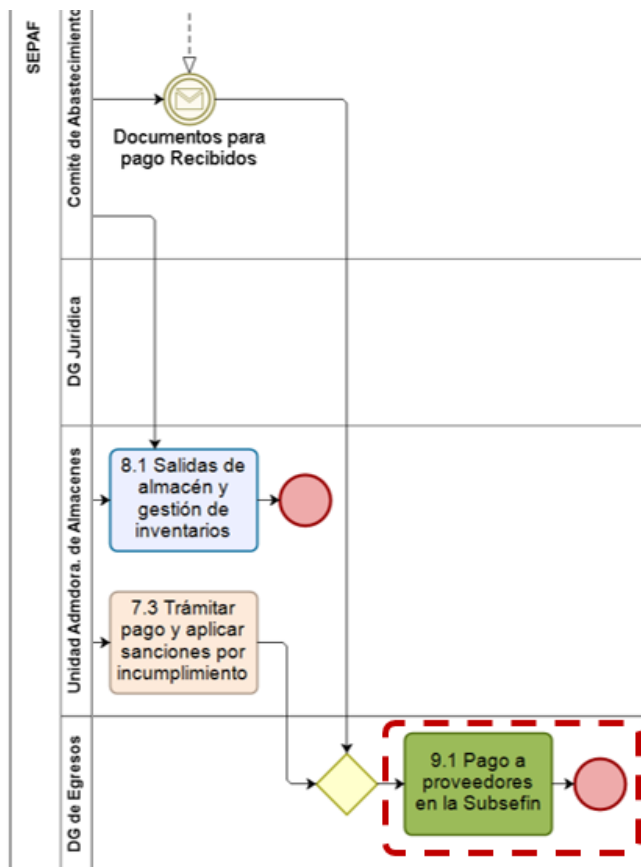 SEPAF
Comité de Abastecimiento
Documentos para
pago Recibidos
DG Jurídica
Unidad Admdora. de Almacenes
8.1 Salidas de
almacén y
gestión de
inventarios
7.3 Trámitar
pago y aplicar
sanciones por
incumplimiento
DG de Egresos
9.1 Pago a
proveedores
en la Subsefin